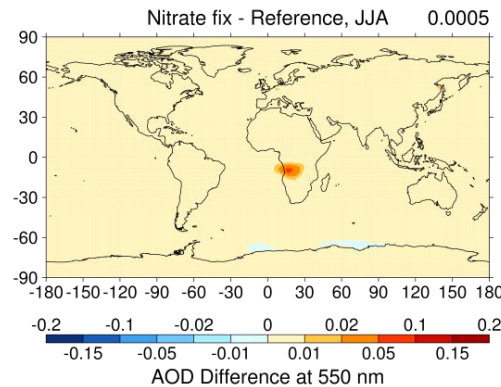 Nitrate fix - Reference, JJA 0.0005
90
60
30
0
-30
-60
-90
-180 -150 -120 -90 -60 -30 0 30 60 90 120 150 180
-0.2 -0.1 -0.02 0 0.02 0.1 0.2
-0.15 -0.05 -0.01 0.01 0.05 0.15
AOD Difference at 550 nm